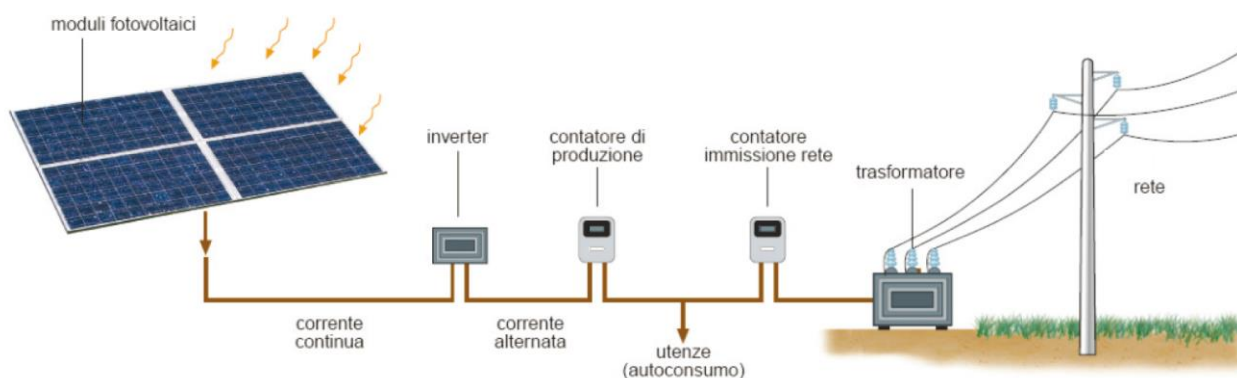 moduli fotovoltaici
inverter
contatore di
produzione
contatore
immissione rete
trasformatore
rete
corrente
continua
corrente
alternata
utenze
(autoconsumo)